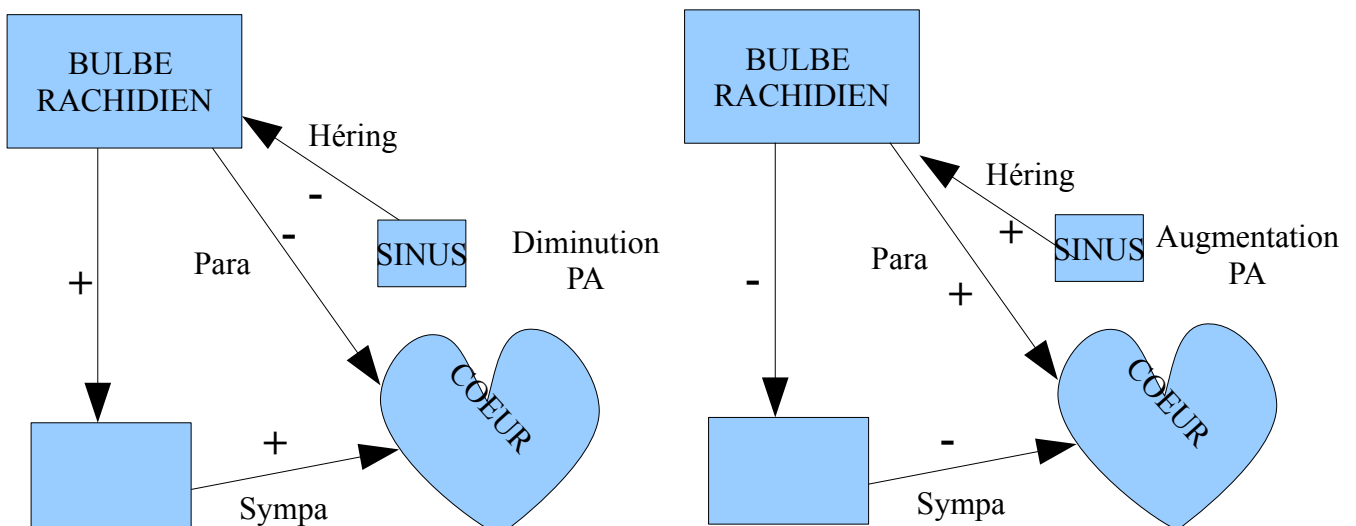 BULBE
RACHIDIEN
Héring
-
-
SINUS
Diminution
PA
Para
+
COEUR
+
Sympa
BULBE
RACHIDIEN
Héring
+
SINUS
Augmentation
PA
Para
-
+
COEUR
-
Sympa